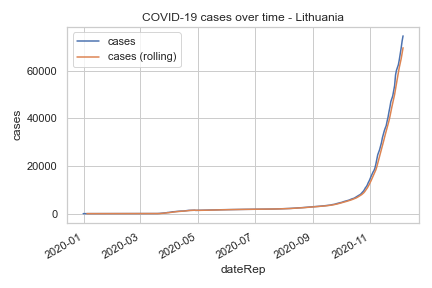 COVID-19 cases over time - Lithuania
cases
cases (rolling)
60000
40000
20000
0
cases
2020-01
2020-03
2020-05
2020-07
2020-09
2020-11
dateRep